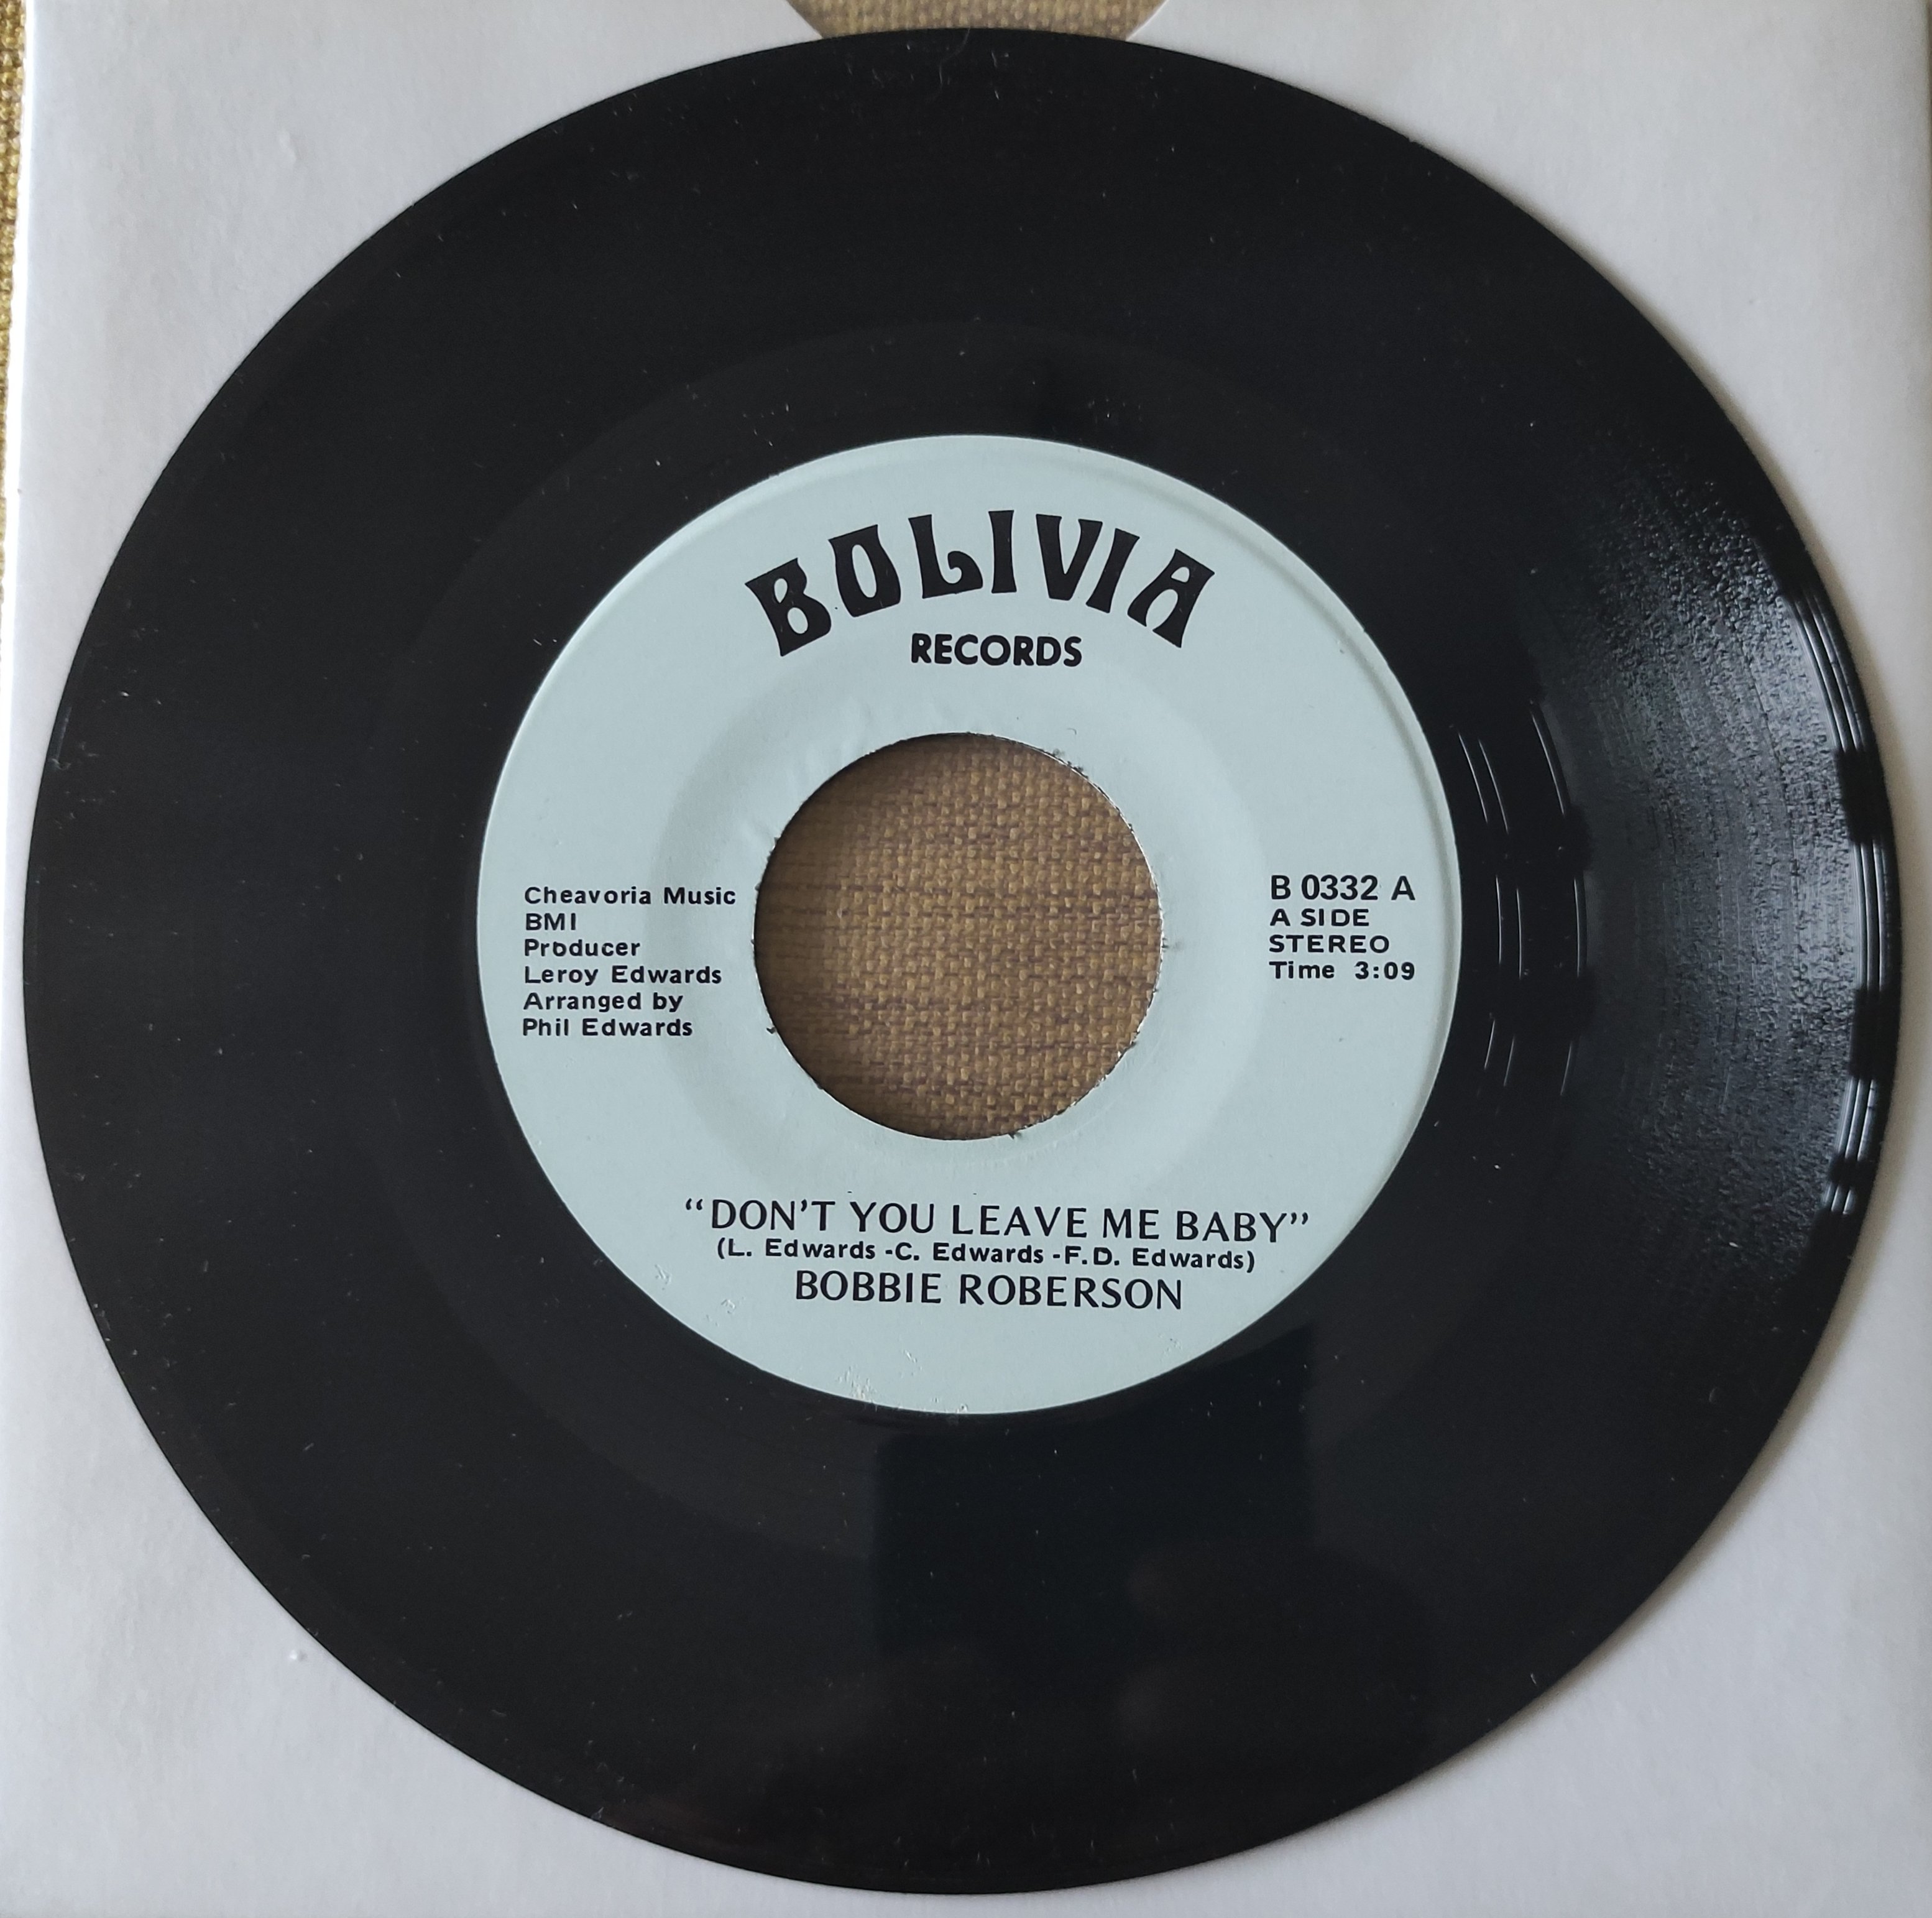 BOLIVIA
RECORDS
Cheavoria Music
BMI
Producer
Leroy Edwards
Arranged by
Phil Edwards
B 0332 A
A SIDE
STEREO
Time 3:09
“DON’T YOU LEAVE ME BABY”
(L. Edwards -C. Edwards -F.D. Edwards)
BOBBIE ROBERSON